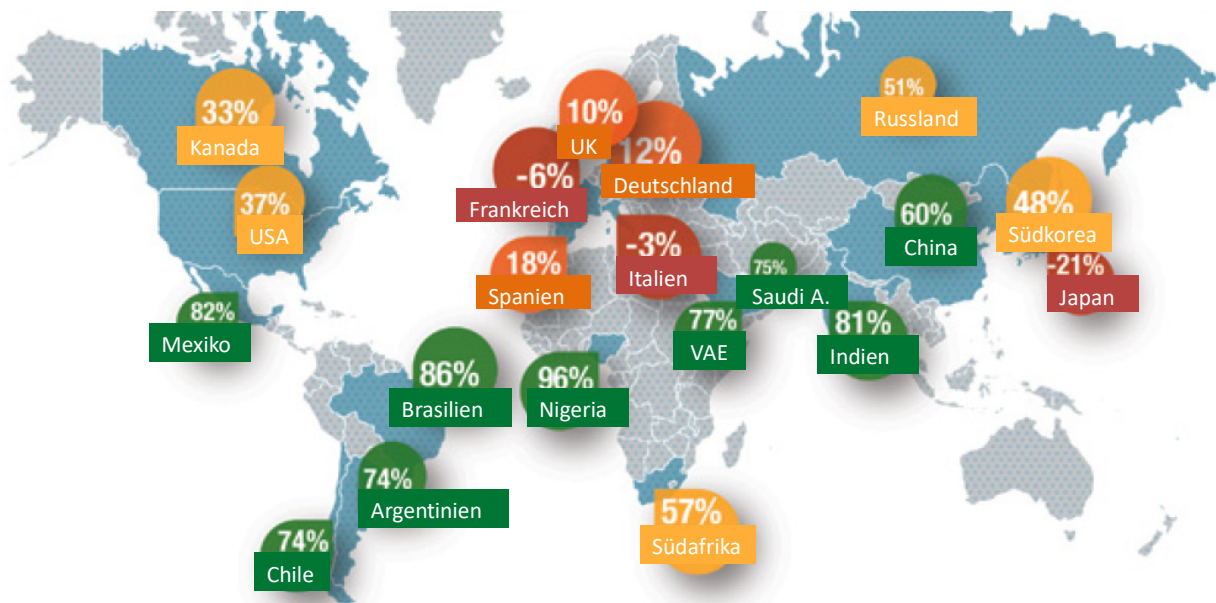 33%
Kanada
37%
USA
82%
Mexiko
86%
Brasilien
74%
Argentinien
74%
Chile
10%
UK
12%
Deutschland
-6%
Frankreich
18%
Spanien
-3%
Italien
96%
Nigeria
77%
VAE
75%
Saudi A.
57%
Südafrika
51%
Russland
60%
China
48%
Südkorea
-21%
Japan
81%
Indien